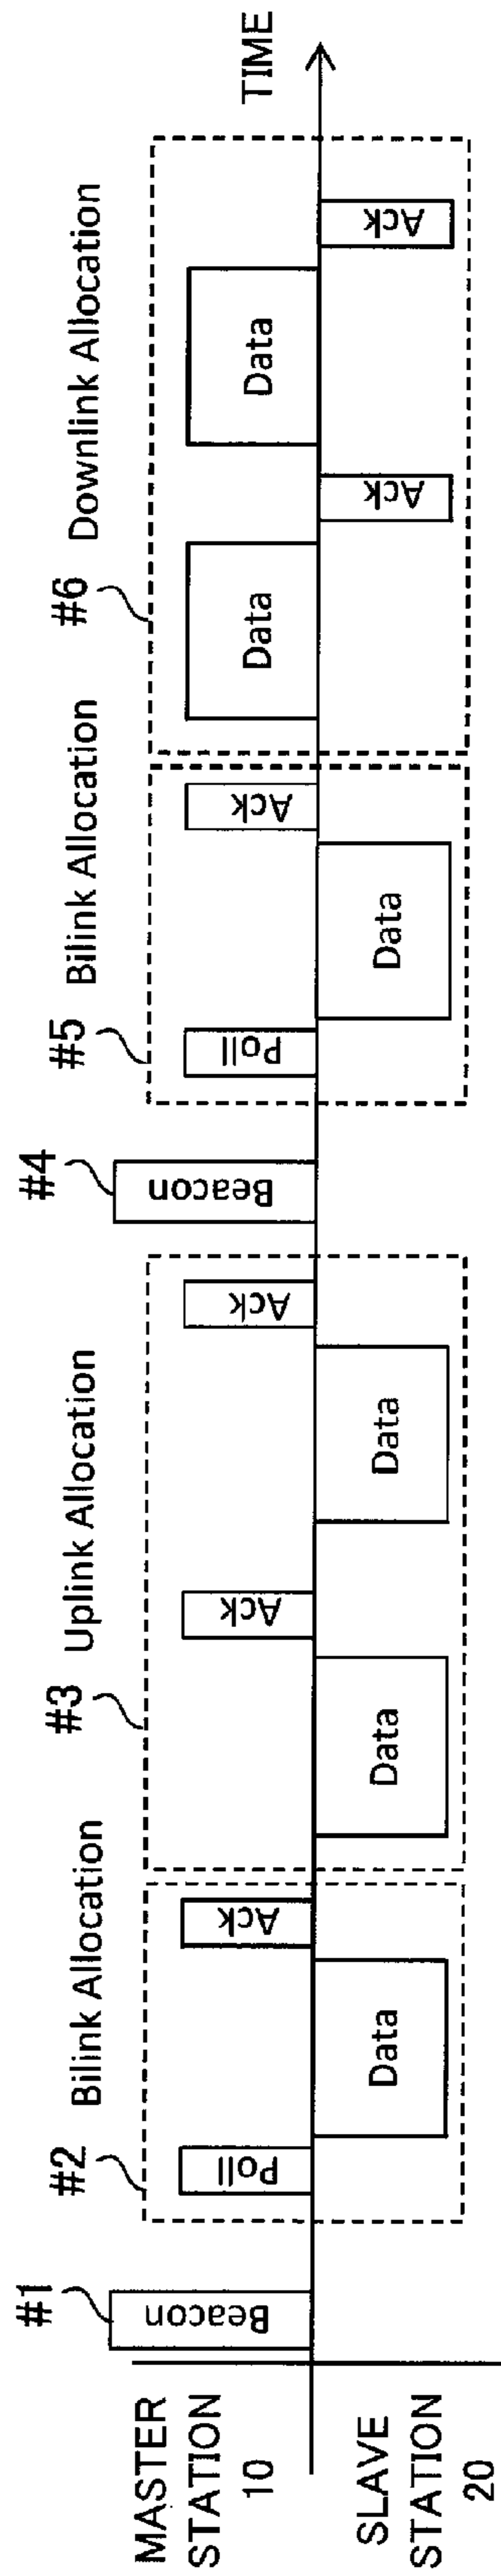 MASTER
STATION
10
SLAVE
STATION
20
#1
Beacon
#2
Bilink Allocation
Poll
Data
Ack
#3
Uplink Allocation
Data
Ack
Data
Ack
#4
Beacon
#5
Bilink Allocation
Poll
Data
Ack
#6
Downlink Allocation
Data
Ack
Data
Ack
TIME